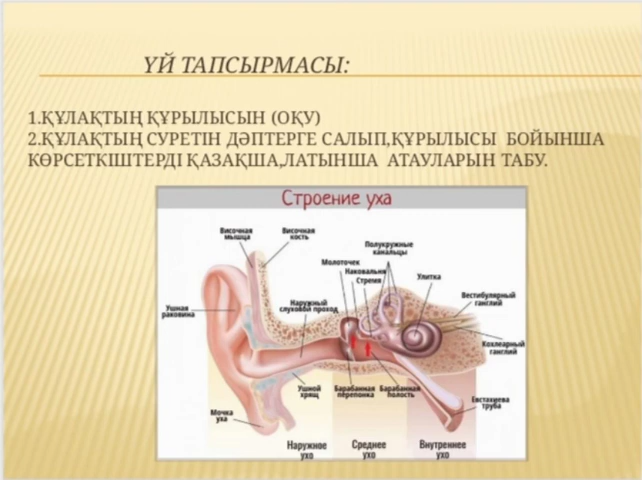 ҮЙ ТАПСЫРМАСЫ:
1.ҚҰЛАҚТЫҢ ҚҰРЫЛЫСЫН (ОҚУ)
2.ҚҰЛАҚТЫҢ СУРЕТІН ДӘПТЕРГЕ САЛЫП,ҚҰРЫЛЫСЫ БОЙЫНША
КӨРСЕТКІШТЕРДІ ҚАЗАҚША,ЛАТЫНША АТАУЛАРЫН ТАБУ.
Строение уха
Височная
мышца
Височная
кость
Полукружные
канальцы
Молоточек
Наковальня
Стремя
Улитка
Вестибулярный
ганглий
Ушная
раковина
Наружный
слуховой проход
Кохлеарный
ганглий
Ушной
хрящ
Барабанная
перепонка
Барабанная
полость
Евстахиева
труба
Мочка
уха
Наружное
ухо
Среднее
ухо
Внутреннее
ухо